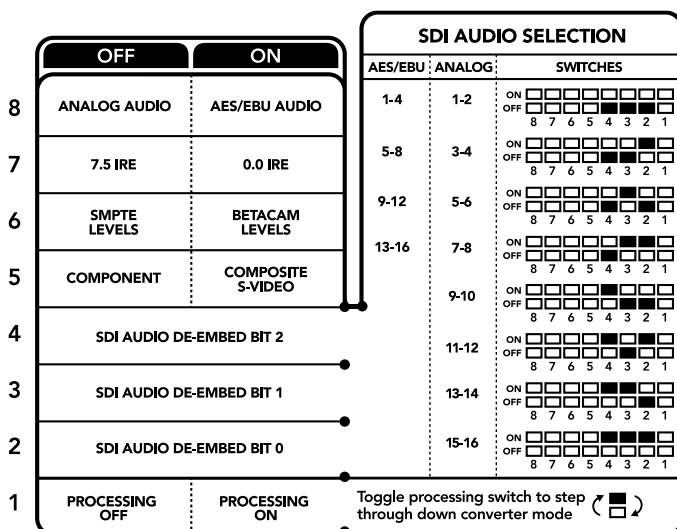 OFF ON
8 ANALOG AUDIO AES/EBU AUDIO
7 7.5 IRE 0.0 IRE
6 SMPTE LEVELS BETACAM LEVELS
5 COMPONENT COMPOSITE S-VIDEO
4 SDI AUDIO DE-EMBED BIT 2
3 SDI AUDIO DE-EMBED BIT 1
2 SDI AUDIO DE-EMBED BIT 0
1 PROCESSING OFF PROCESSING ON
SDI AUDIO SELECTION
AES/EBU ANALOG SWITCHES
1-4 1-2 ON
OFF
8 7 6 5 4 3 2 1
5-8 3-4 ON
OFF
8 7 6 5 4 3 2 1
9-12 5-6 ON
OFF
8 7 6 5 4 3 2 1
13-16 7-8 ON
OFF
8 7 6 5 4 3 2 1
9-10 ON
OFF
8 7 6 5 4 3 2 1
11-12 ON
OFF
8 7 6 5 4 3 2 1
13-14 ON
OFF
8 7 6 5 4 3 2 1
15-16 ON
OFF
8 7 6 5 4 3 2 1
Toggle processing switch to step
through down converter mode